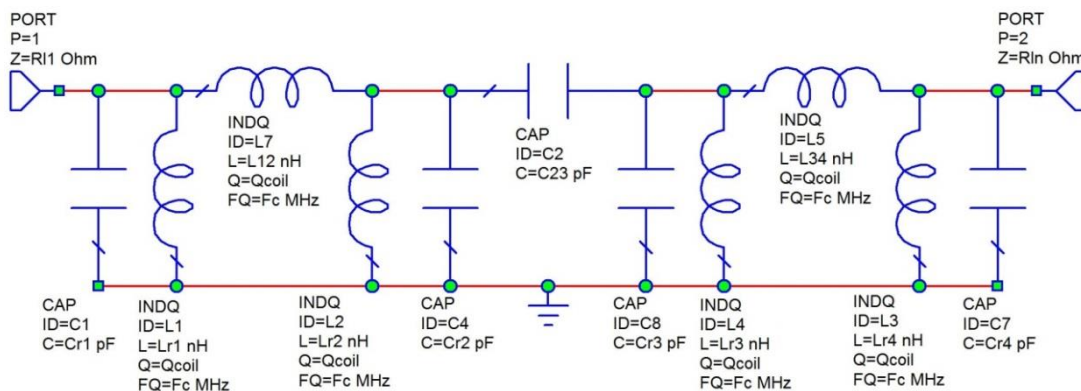 PORT
P=1
Z=Rl1 Ohm
PORT
P=2
Z=Rln Ohm
INDQ
ID=L7
L=L12 nH
Q=Qcoil
FQ=Fc MHz
CAP
ID=C2
C=C23 pF
INDQ
ID=L5
L=L34 nH
Q=Qcoil
FQ=Fc MHz
CAP
ID=C1
C=Cr1 pF
INDQ
ID=L1
L=Lr1 nH
Q=Qcoil
FQ=Fc MHz
INDQ
ID=L2
L=Lr2 nH
Q=Qcoil
FQ=Fc MHz
CAP
ID=C4
C=Cr2 pF
CAP
ID=C8
C=Cr3 pF
INDQ
ID=L4
L=Lr3 nH
Q=Qcoil
FQ=Fc MHz
INDQ
ID=L3
L=Lr4 nH
Q=Qcoil
FQ=Fc MHz
CAP
ID=C7
C=Cr4 pF